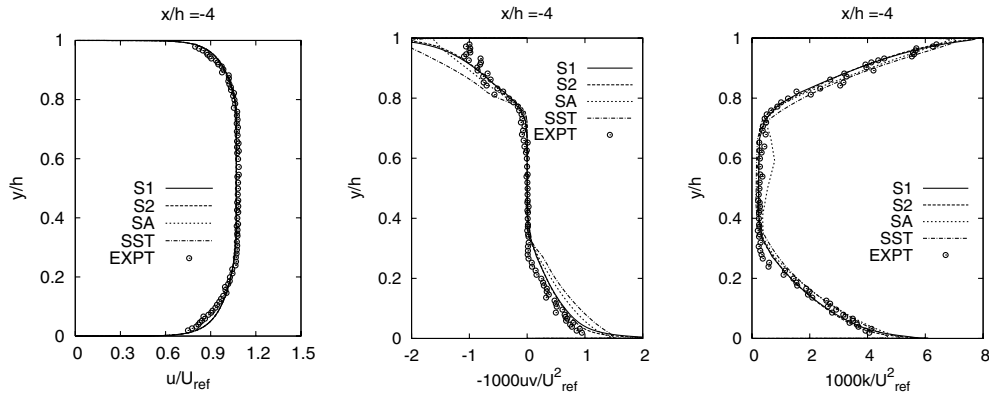 x/h =-4
1
0.8
0.6
0.4
0.2
0
y/h
S1
S2
SA
SST
EXPT
0 0.3 0.6 0.9 1.2 1.5
u/U_ref
x/h =-4
1
0.8
0.6
0.4
0.2
0
y/h
S1
S2
SA
SST
EXPT
-2 -1 0 1 2
-1000uv/U²_ref
x/h =-4
1
0.8
0.6
0.4
0.2
0
y/h
S1
S2
SA
SST
EXPT
0 2 4 6 8
1000k/U²_ref